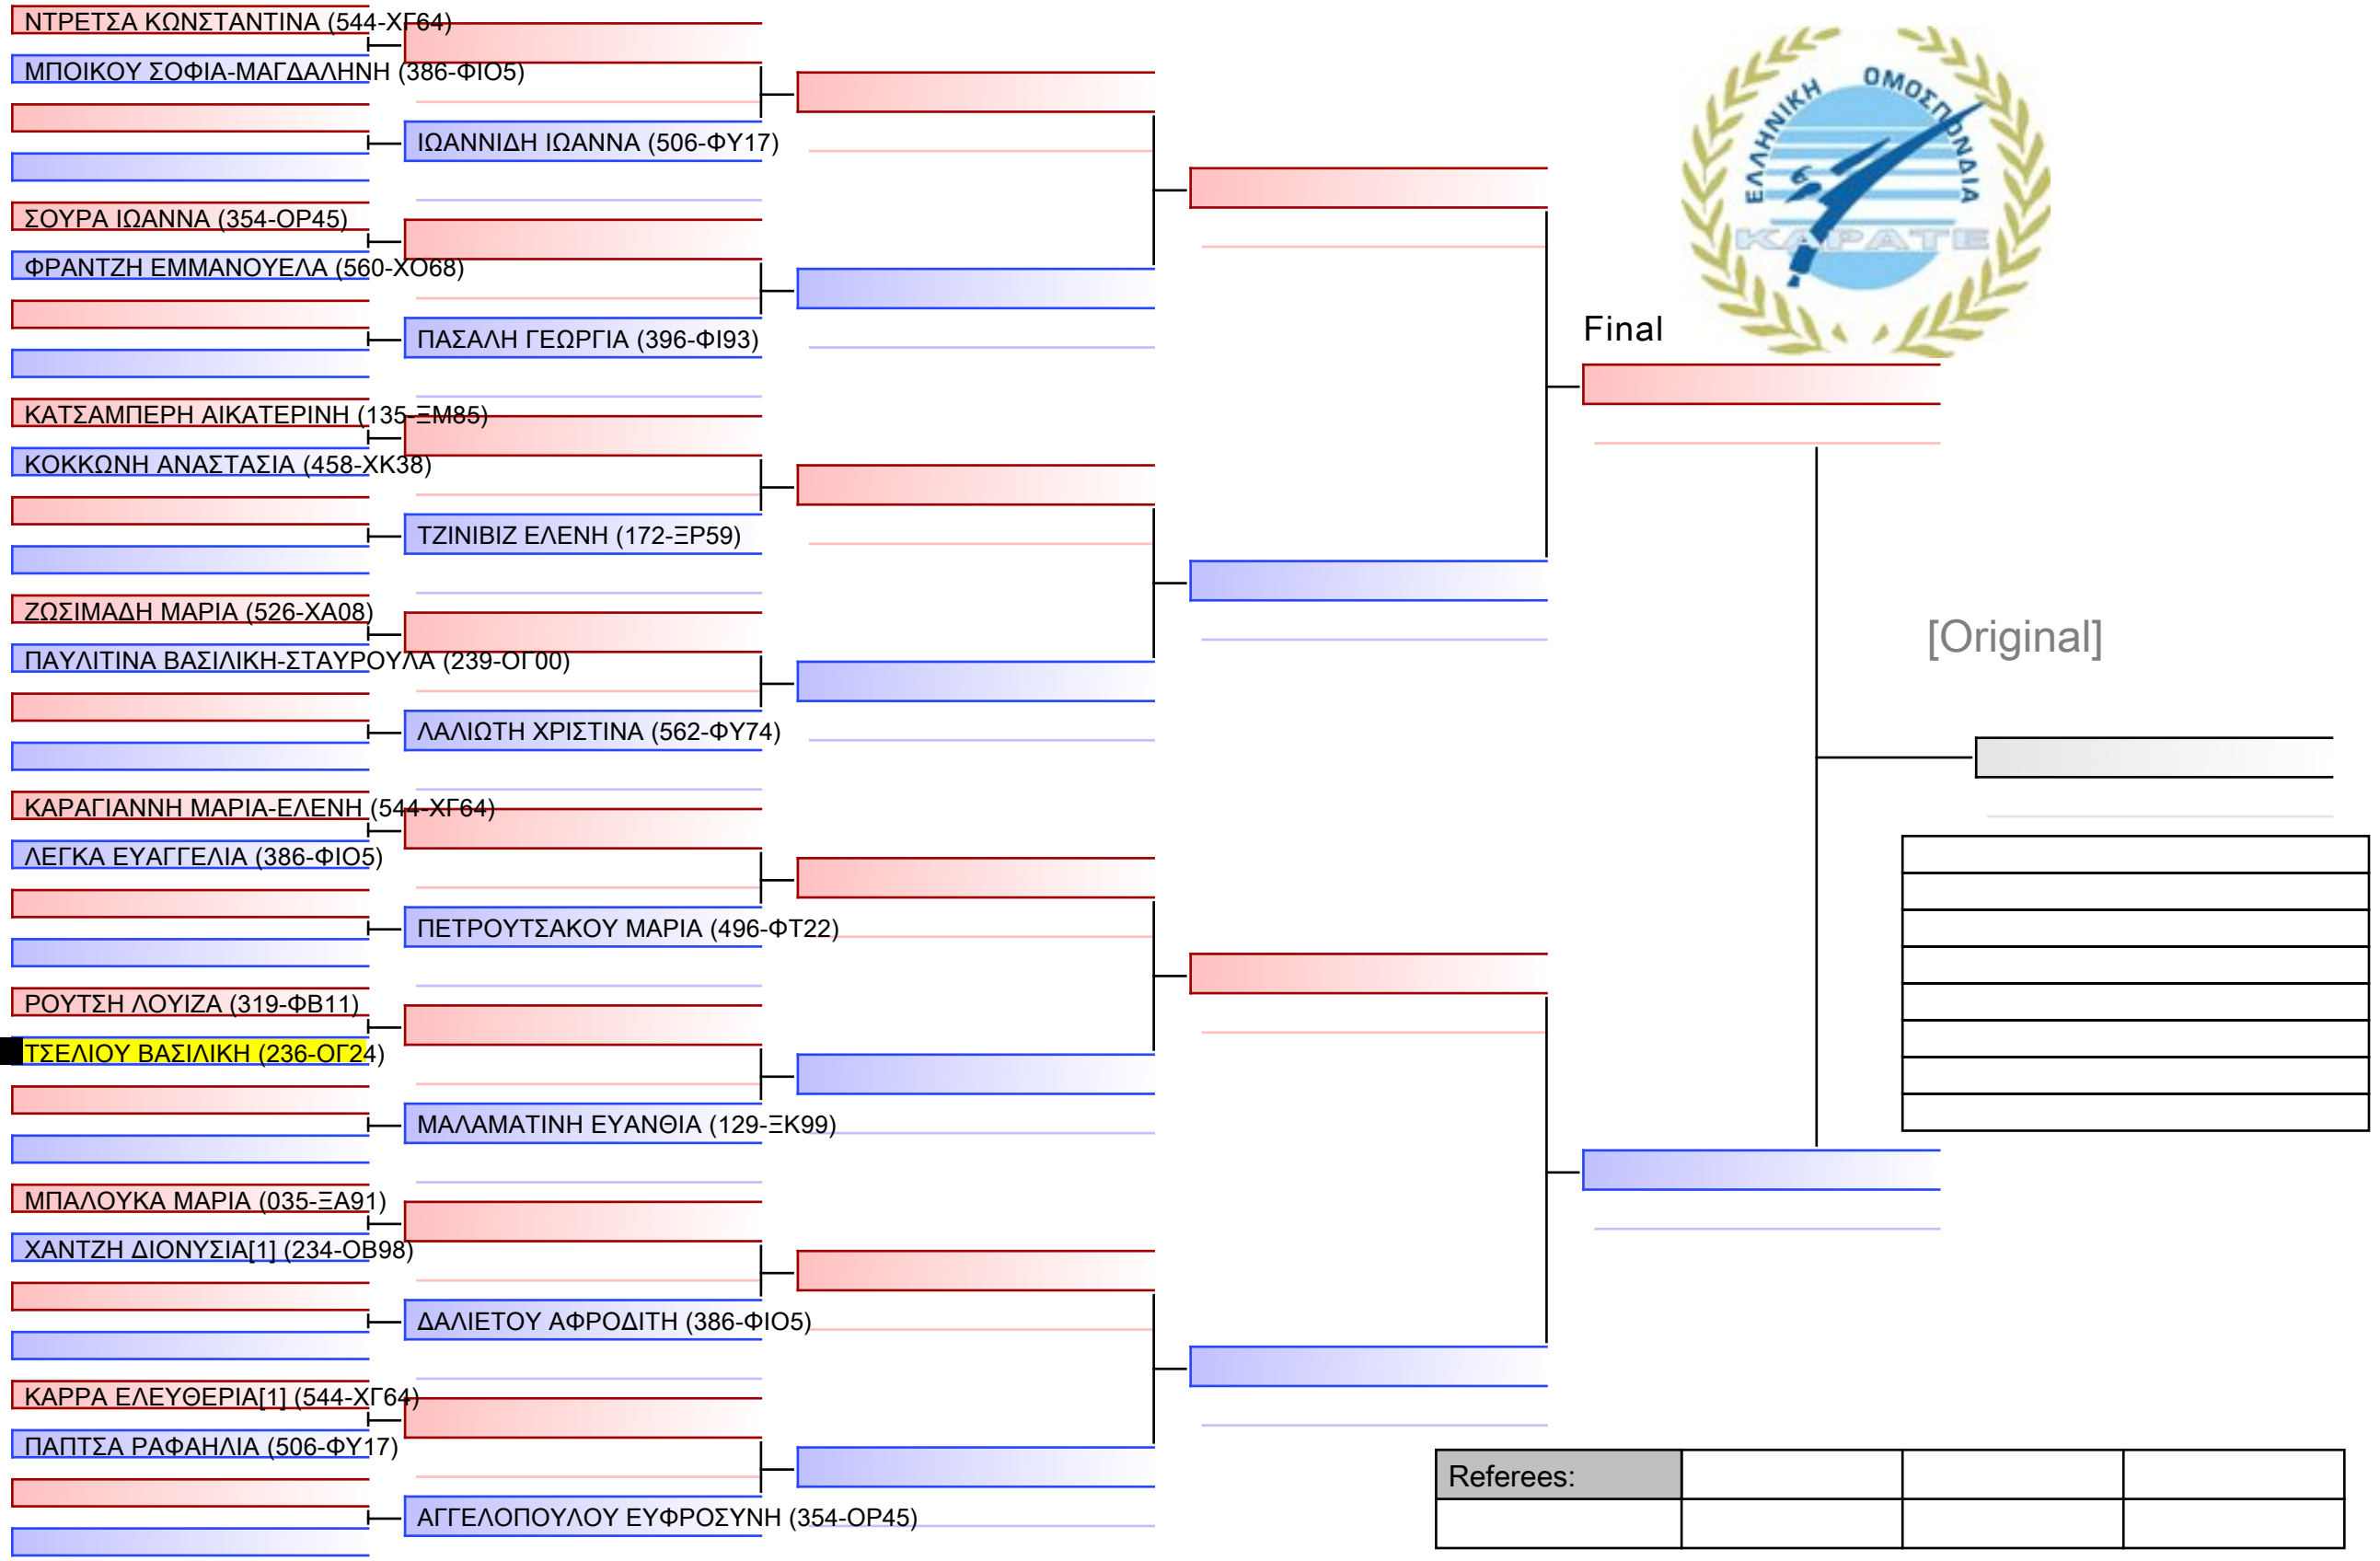 ΝΤΡΕΤΣΑ ΚΩΝΣΤΑΝΤΙΝΑ (544-ΧΓ64)
ΜΠΟΙΚΟΥ ΣΟΦΙΑ-ΜΑΓΔΑΛΗΝΗ (386-ΦΙΟ5)
ΙΩΑΝΝΙΔΗ ΙΩΑΝΝΑ (506-ΦΥ17)
ΣΟΥΡΑ ΙΩΑΝΝΑ (354-ΟΡ45)
ΦΡΑΝΤΖΗ ΕΜΜΑΝΟΥΕΛΑ (560-ΧΟ68)
ΠΑΣΑΛΗ ΓΕΩΡΓΙΑ (396-ΦΙ93)
ΚΑΤΣΑΜΠΕΡΗ ΑΙΚΑΤΕΡΙΝΗ (135-ΞΜ85)
ΚΟΚΚΩΝΗ ΑΝΑΣΤΑΣΙΑ (458-ΧΚ38)
ΤΖΙΝΙΒΙΖ ΕΛΕΝΗ (172-ΞΡ59)
ΖΩΣΙΜΑΔΗ ΜΑΡΙΑ (526-ΧΑ08)
ΠΑΥΛΙΤΙΝΑ ΒΑΣΙΛΙΚΗ-ΣΤΑΥΡΟΥΛΑ (239-ΟΓ00)
ΛΑΛΙΩΤΗ ΧΡΙΣΤΙΝΑ (562-ΦΥ74)
ΚΑΡΑΓΙΑΝΝΗ ΜΑΡΙΑ-ΕΛΕΝΗ (544-ΧΓ64)
ΛΕΓΚΑ ΕΥΑΓΓΕΛΙΑ (386-ΦΙΟ5)
ΠΕΤΡΟΥΤΣΑΚΟΥ ΜΑΡΙΑ (496-ΦΤ22)
ΡΟΥΤΣΗ ΛΟΥΙΖΑ (319-ΦΒ11)
ΤΣΕΛΙΟΥ ΒΑΣΙΛΙΚΗ (236-ΟΓ24)
ΜΑΛΑΜΑΤΙΝΗ ΕΥΑΝΘΙΑ (129-ΞΚ99)
ΜΠΑΛΟΥΚΑ ΜΑΡΙΑ (035-ΞΑ91)
ΧΑΝΤΖΗ ΔΙΟΝΥΣΙΑ[1] (234-ΟΒ98)
ΔΑΛΙΕΤΟΥ ΑΦΡΟΔΙΤΗ (386-ΦΙΟ5)
ΚΑΡΡΑ ΕΛΕΥΘΕΡΙΑ[1] (544-ΧΓ64)
ΠΑΠΤΣΑ ΡΑΦΑΗΛΙΑ (506-ΦΥ17)
ΑΓΓΕΛΟΠΟΥΛΟΥ ΕΥΦΡΟΣΥΝΗ (354-ΟΡ45)
ΕΛΛΗΝΙΚΗ ΟΜΟΣΠΟΝΔΙΑ
ΚΑΡΑΤΕ
Final
[Original]
Referees: